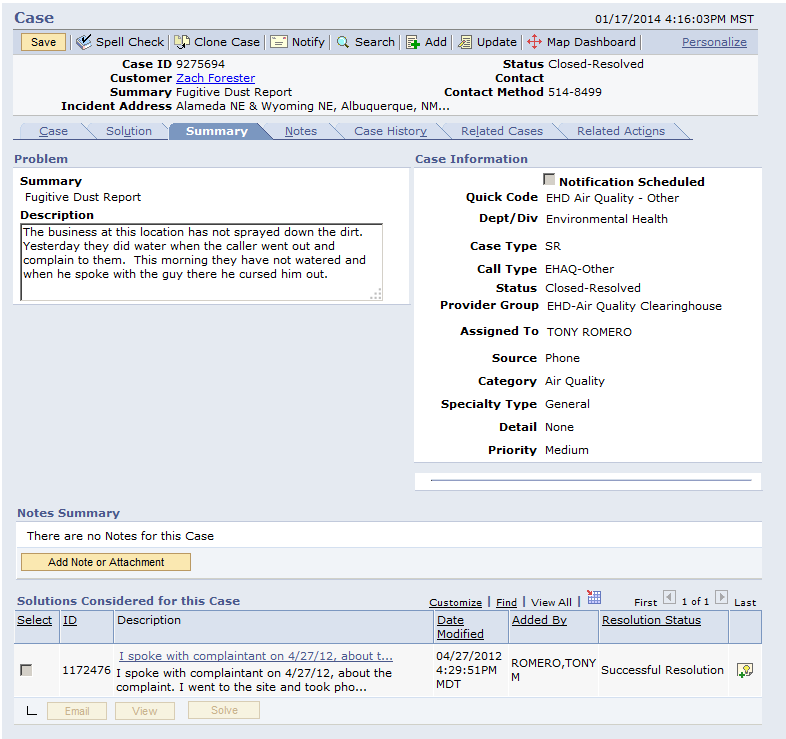 Case
01/17/2014 4:16:03PM MST
Save Spell Check Clone Case Notify Search Add Update Map Dashboard Personalize
Case ID 9275694 Status Closed-Resolved
Customer Zach Forester Contact
Summary Fugitive Dust Report Contact Method 514-8499
Incident Address Alameda NE & Wyoming NE, Albuquerque, NM...
Case Solution Summary Notes Case History Related Cases Related Actions
Problem
Summary
Fugitive Dust Report
Description
The business at this location has not sprayed down the dirt.
Yesterday they did water when the caller went out and
complain to them.  This morning they have not watered and
when he spoke with the guy there he cursed him out.
Case Information
Notification Scheduled
Quick Code EHD Air Quality - Other
Dept/Div Environmental Health
Case Type SR
Call Type EHAQ-Other
Status Closed-Resolved
Provider Group EHD-Air Quality Clearinghouse
Assigned To TONY ROMERO
Source Phone
Category Air Quality
Specialty Type General
Detail None
Priority Medium
Notes Summary
There are no Notes for this Case
Add Note or Attachment
Solutions Considered for this Case
Customize | Find | View All | First 1 of 1 Last
Select ID Description Date Modified Added By Resolution Status
1172476
I spoke with complaintant on 4/27/12, about t...
I spoke with complaintant on 4/27/12, about the
complaint. I went to the site and took pho...
04/27/2012
4:29:51PM
MDT
ROMERO,TONY
M
Successful Resolution
Email View Solve